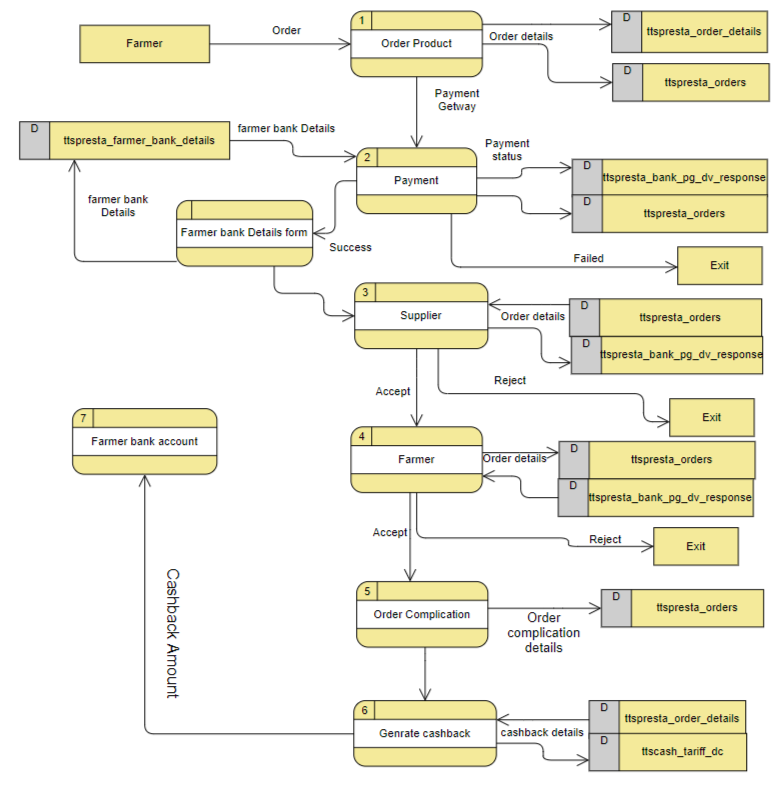 1
D
ttspresta_order_details
Farmer
Order
Order Product
Order details
D
ttspresta_orders
Payment
Getway
D
ttspresta_farmer_bank_details
farmer bank Details
2
Payment
Payment
status
D
ttspresta_bank_pg_dv_response
D
ttspresta_orders
farmer bank
Details
Farmer bank Details form
Success
Failed
Exit
3
Supplier
D
ttspresta_orders
Order details
D
ttspresta_bank_pg_dv_response
Accept
Reject
Exit
7
Farmer bank account
4
Farmer
Order details
D
ttspresta_orders
D
ttspresta_bank_pg_dv_response
Accept
Reject
Exit
Cashback Amount
5
Order Complication
Order
complication
details
D
ttspresta_orders
6
Genrate cashback
cashback details
D
ttspresta_order_details
D
ttscash_tariff_dc